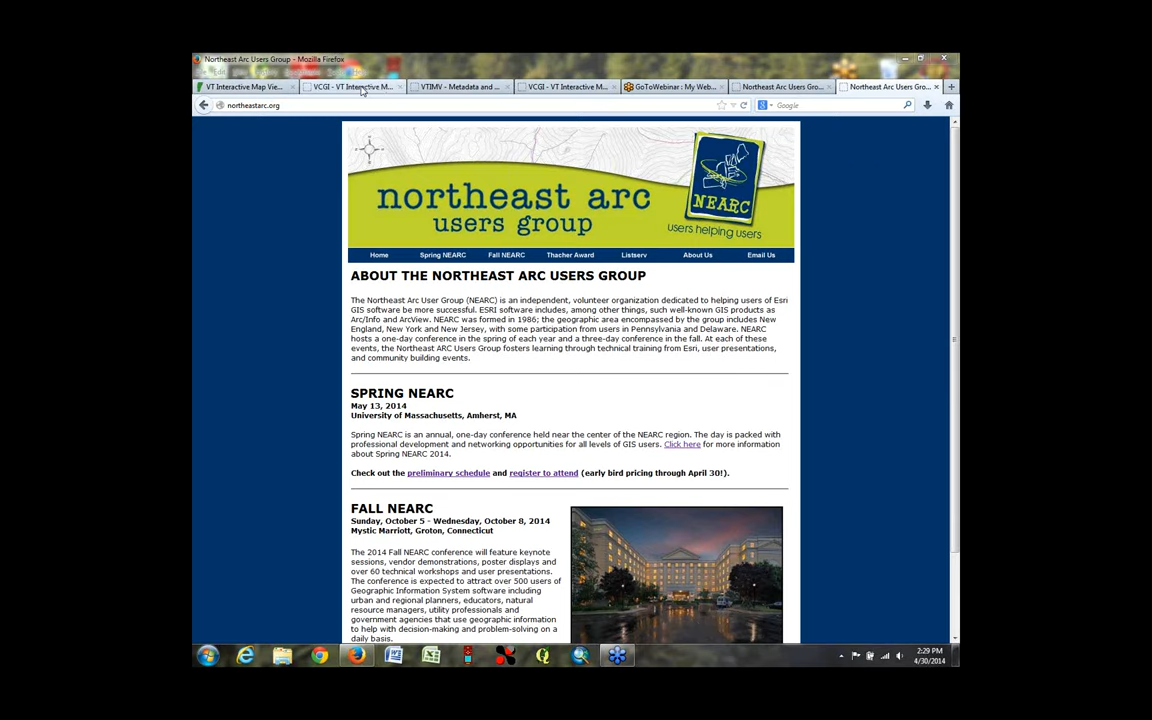 Northeast Arc Users Group - Mozilla Firefox
VT Interactive Map Vie...
VCGI - VT Interactive M...
VTIMV - Metadata and ...
VCGI - VT Interactive M...
GoToWebinar : My Web...
Northeast Arc Users Gro...
Northeast Arc Users Gro...
northeastarc.org
Google
northeast arc
users group
NEARC
users helping users
Home Spring NEARC Fall NEARC Thacher Award Listserv About Us Email Us
ABOUT THE NORTHEAST ARC USERS GROUP
The Northeast Arc User Group (NEARC) is an independent, volunteer organization dedicated to helping users of Esri
GIS software be more successful. ESRI software includes, among other things, such well-known GIS products as
Arc/Info and ArcView. NEARC was formed in 1986; the geographic area encompassed by the group includes New
England, New York and New Jersey, with some participation from users in Pennsylvania and Delaware. NEARC
hosts a one-day conference in the spring of each year and a three-day conference in the fall. At each of these
events, the Northeast ARC Users Group fosters learning through technical training from Esri, user presentations,
and community building events.
SPRING NEARC
May 13, 2014
University of Massachusetts, Amherst, MA
Spring NEARC is an annual, one-day conference held near the center of the NEARC region. The day is packed with
professional development and networking opportunities for all levels of GIS users. Click here for more information
about Spring NEARC 2014.
Check out the preliminary schedule and register to attend (early bird pricing through April 30!).
FALL NEARC
Sunday, October 5 - Wednesday, October 8, 2014
Mystic Marriott, Groton, Connecticut
The 2014 Fall NEARC conference will feature keynote
sessions, vendor demonstrations, poster displays and
over 60 technical workshops and user presentations.
The conference is expected to attract over 500 users of
Geographic Information System software including
urban and regional planners, educators, natural
resource managers, utility professionals and
government agencies that use geographic information
to help with decision-making and problem-solving on a
daily basis.
2:29 PM
4/30/2014